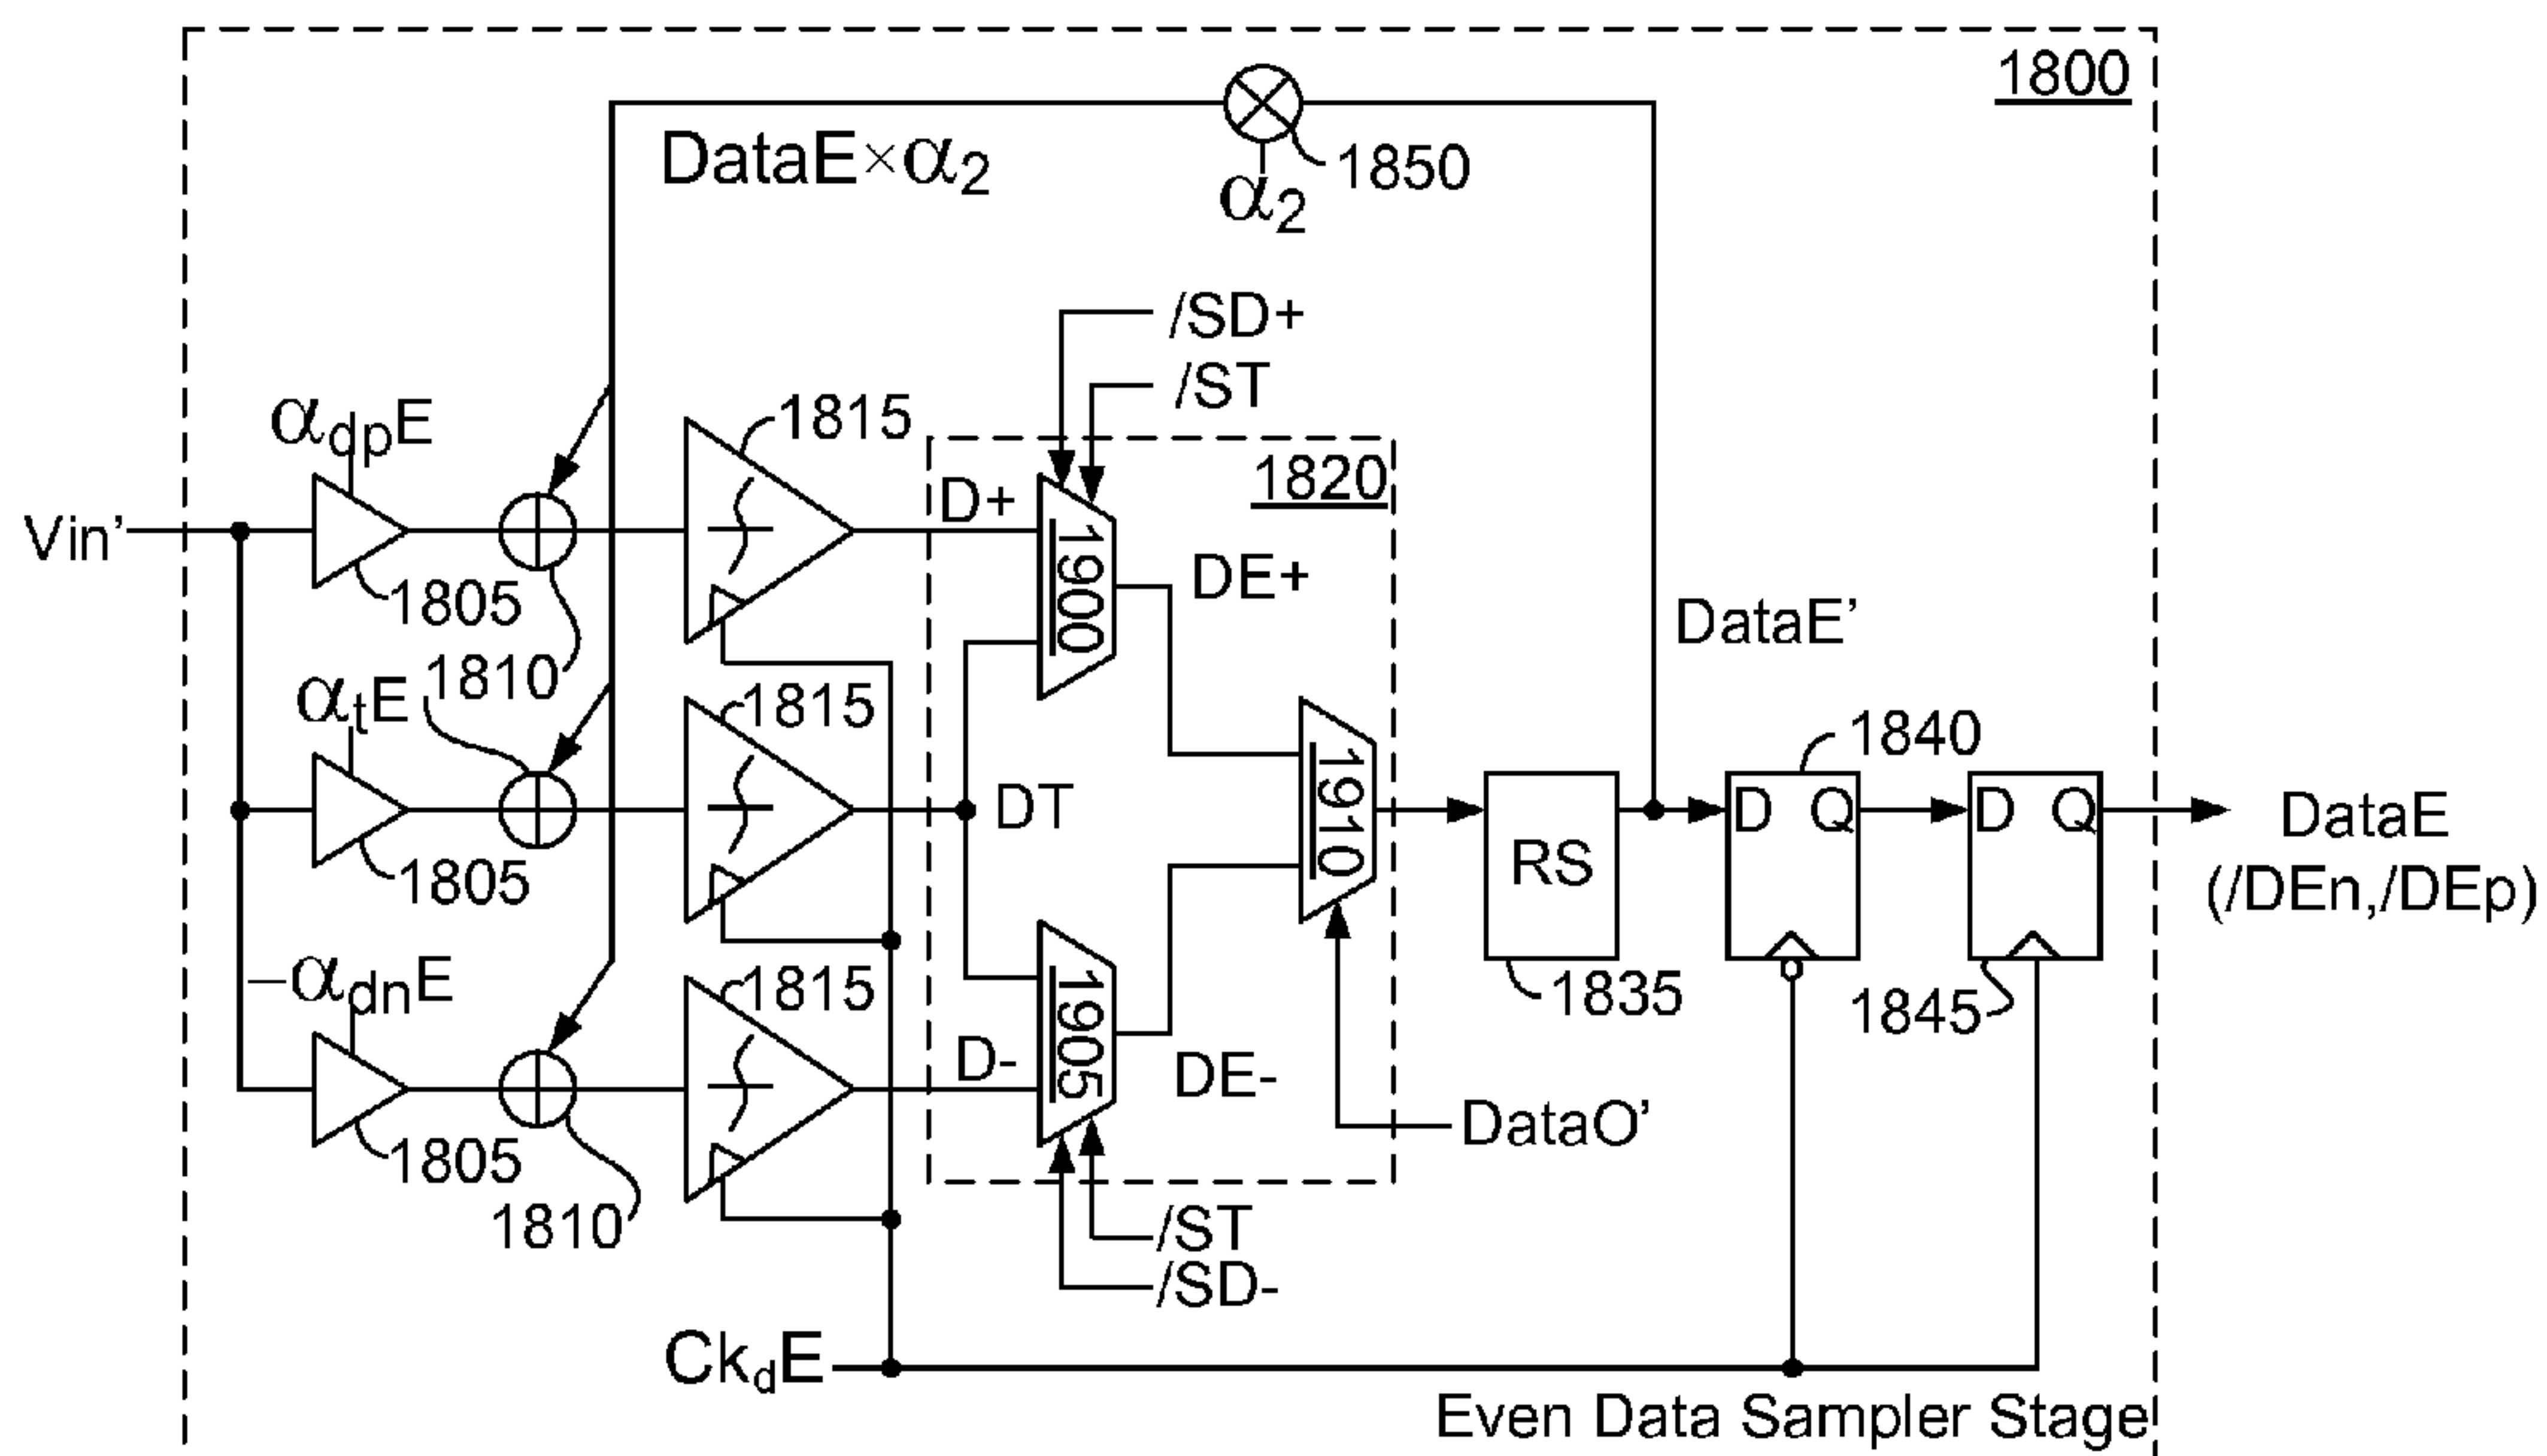 1800
DataE×α2
1850
α2
/SD+
/ST
αdpE
1815
1820
D+
Vin'
1900
DE+
1805
1810
DataE'
αtE
1815
1840
DT
1910
RS
D Q
D Q
DataE
(/DEn,/DEp)
1805
–αdnE
1815
1905
1835
1845
D-
DE-
DataO'
1805
1810
/ST
/SD-
CkdE
Even Data Sampler Stage